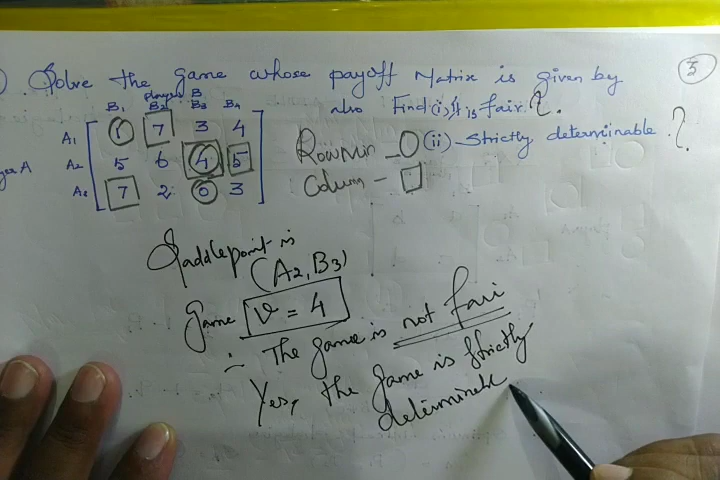 ) Solve the game whose payoff Matrix is given by
3
player B
also Find (i) It is fair ?.
B1 B2 B3 B4
A1 1 7 3 4
Row Min - O (ii) Strictly determinable ?
A2 5 6 4 5
yer A
Column - □
A3 7 2 0 3
Saddle point is
(A2, B3)
Game V = 4
∴ The game is not fair
Yes, the game is strictly
determinable